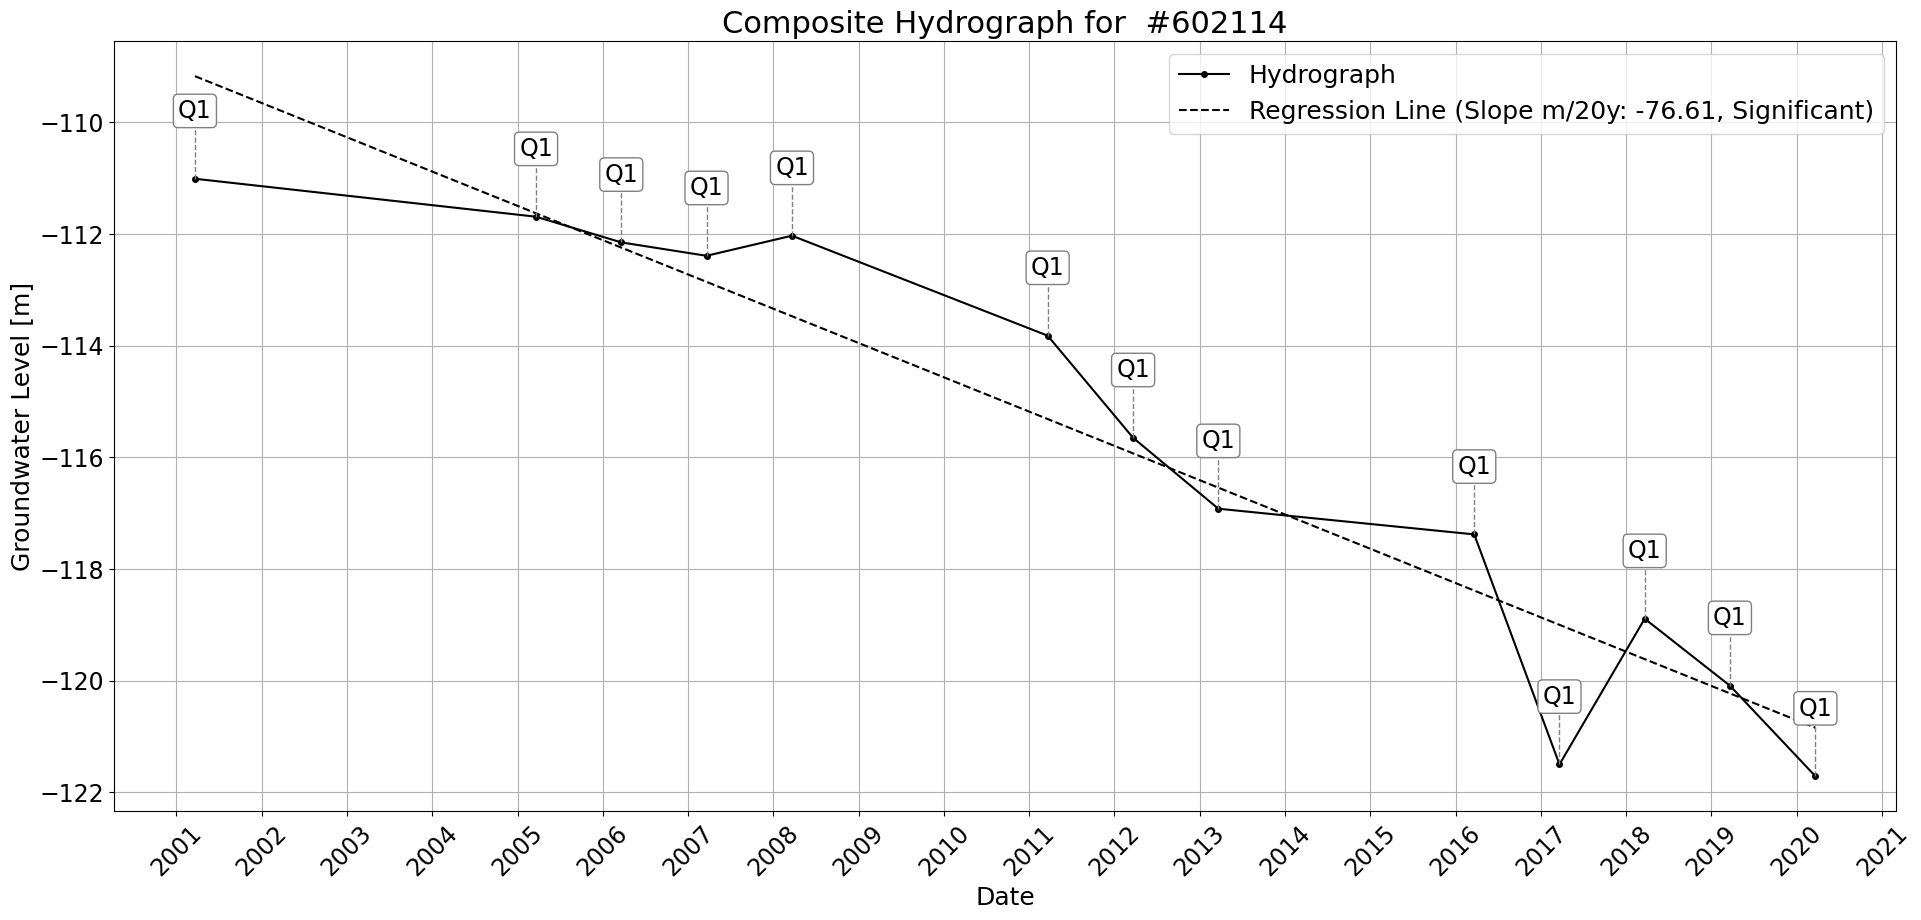 Composite Hydrograph for #602114
Hydrograph
Regression Line (Slope m/20y: -76.61, Significant)
Groundwater Level [m]
−110
−112
−114
−116
−118
−120
−122
Q1
Q1
Q1
Q1
Q1
Q1
Q1
Q1
Q1
Q1
Q1
Q1
Q1
2001
2002
2003
2004
2005
2006
2007
2008
2009
2010
2011
2012
2013
2014
2015
2016
2017
2018
2019
2020
2021
Date